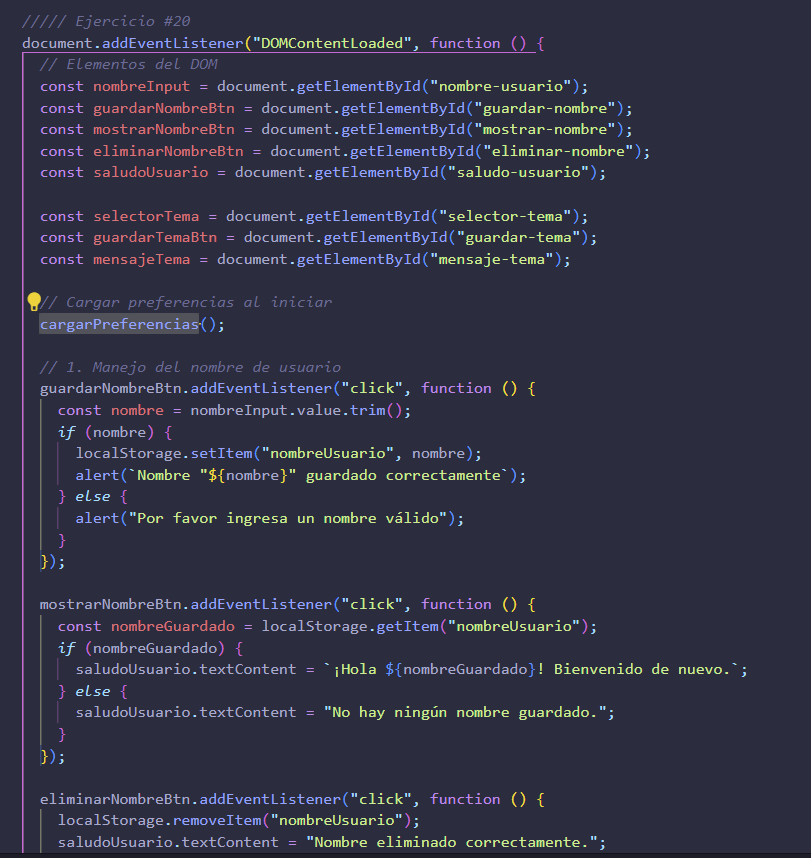 ///// Ejercicio #20
document.addEventListener("DOMContentLoaded", function () {
  // Elementos del DOM
  const nombreInput = document.getElementById("nombre-usuario");
  const guardarNombreBtn = document.getElementById("guardar-nombre");
  const mostrarNombreBtn = document.getElementById("mostrar-nombre");
  const eliminarNombreBtn = document.getElementById("eliminar-nombre");
  const saludoUsuario = document.getElementById("saludo-usuario");

  const selectorTema = document.getElementById("selector-tema");
  const guardarTemaBtn = document.getElementById("guardar-tema");
  const mensajeTema = document.getElementById("mensaje-tema");

  // Cargar preferencias al iniciar
  cargarPreferencias();

  // 1. Manejo del nombre de usuario
  guardarNombreBtn.addEventListener("click", function () {
    const nombre = nombreInput.value.trim();
    if (nombre) {
      localStorage.setItem("nombreUsuario", nombre);
      alert(`Nombre "${nombre}" guardado correctamente`);
    } else {
      alert("Por favor ingresa un nombre válido");
    }
  });

  mostrarNombreBtn.addEventListener("click", function () {
    const nombreGuardado = localStorage.getItem("nombreUsuario");
    if (nombreGuardado) {
      saludoUsuario.textContent = `¡Hola ${nombreGuardado}! Bienvenido de nuevo.`;
    } else {
      saludoUsuario.textContent = "No hay ningún nombre guardado.";
    }
  });

  eliminarNombreBtn.addEventListener("click", function () {
    localStorage.removeItem("nombreUsuario");
    saludoUsuario.textContent = "Nombre eliminado correctamente.";